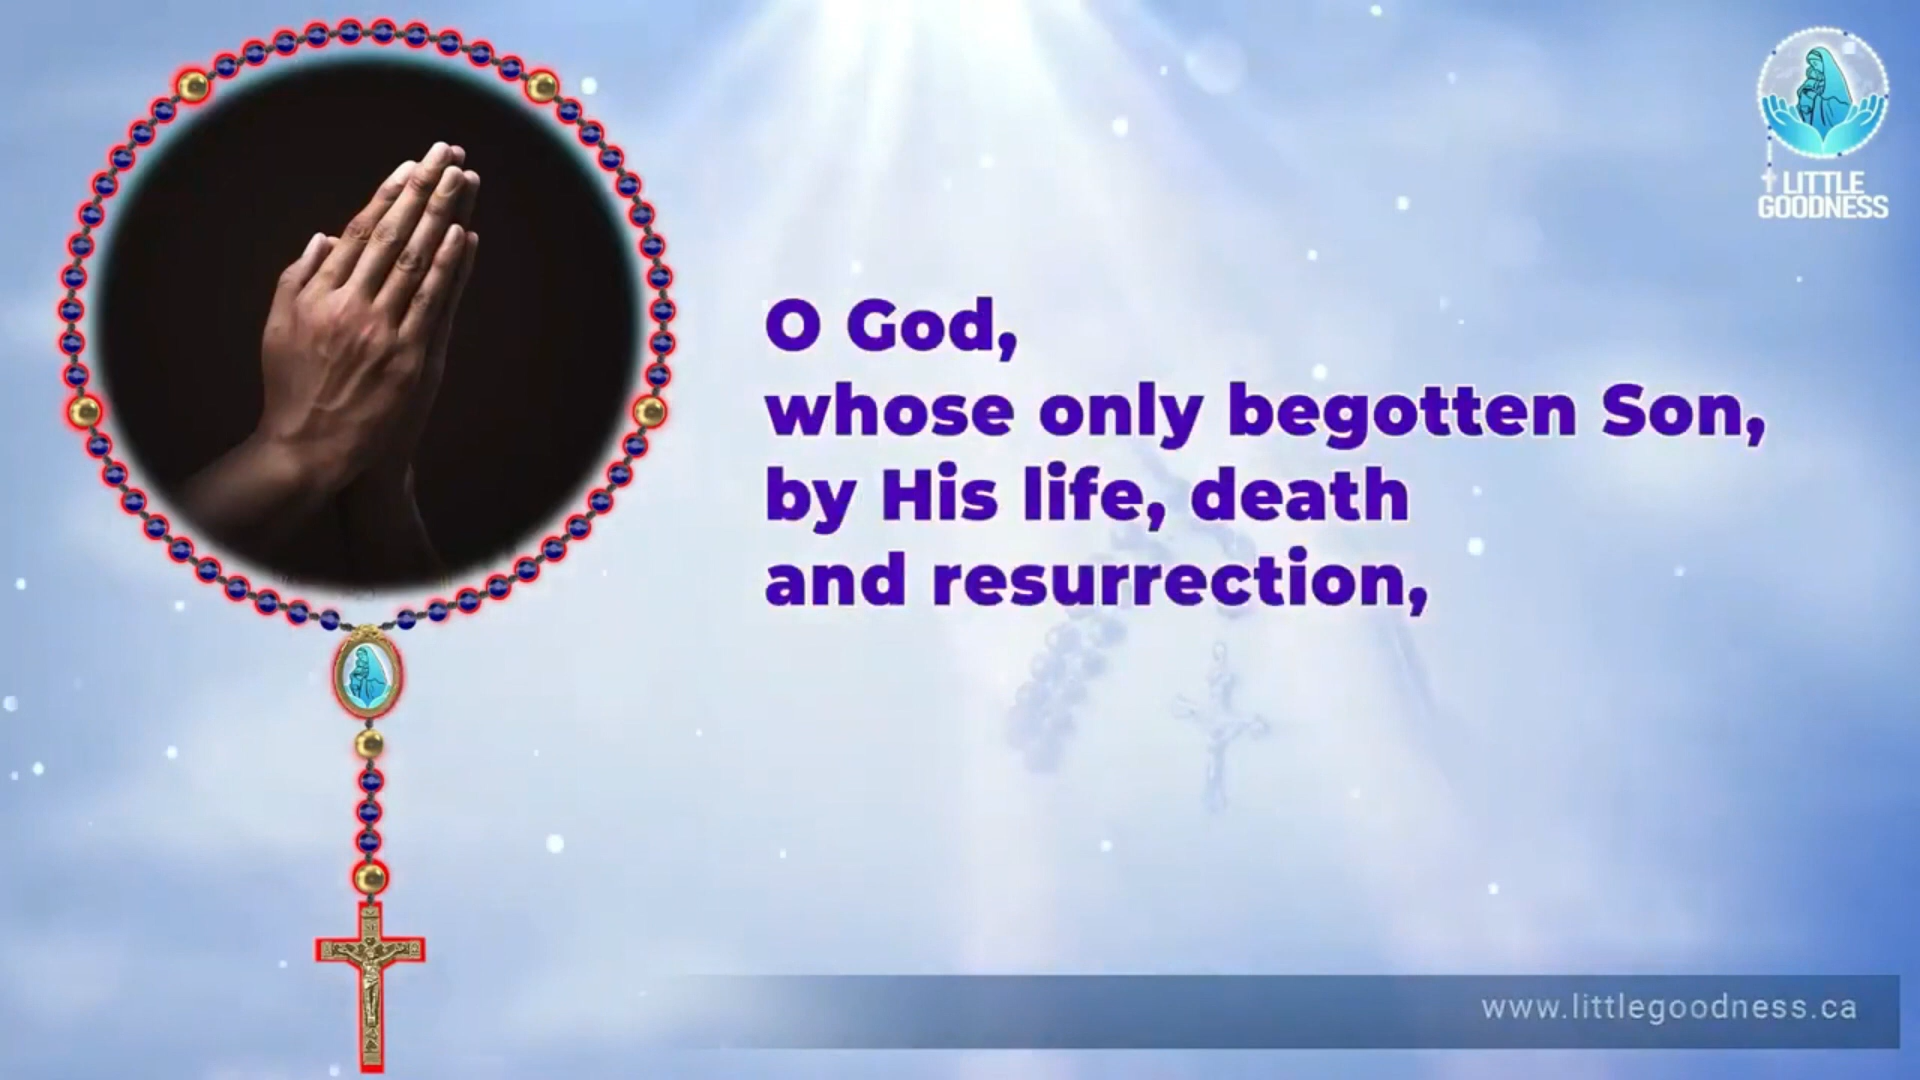 LITTLE
GOODNESS
O God,
whose only begotten Son,
by His life, death
and resurrection,
www.littlegoodness.ca